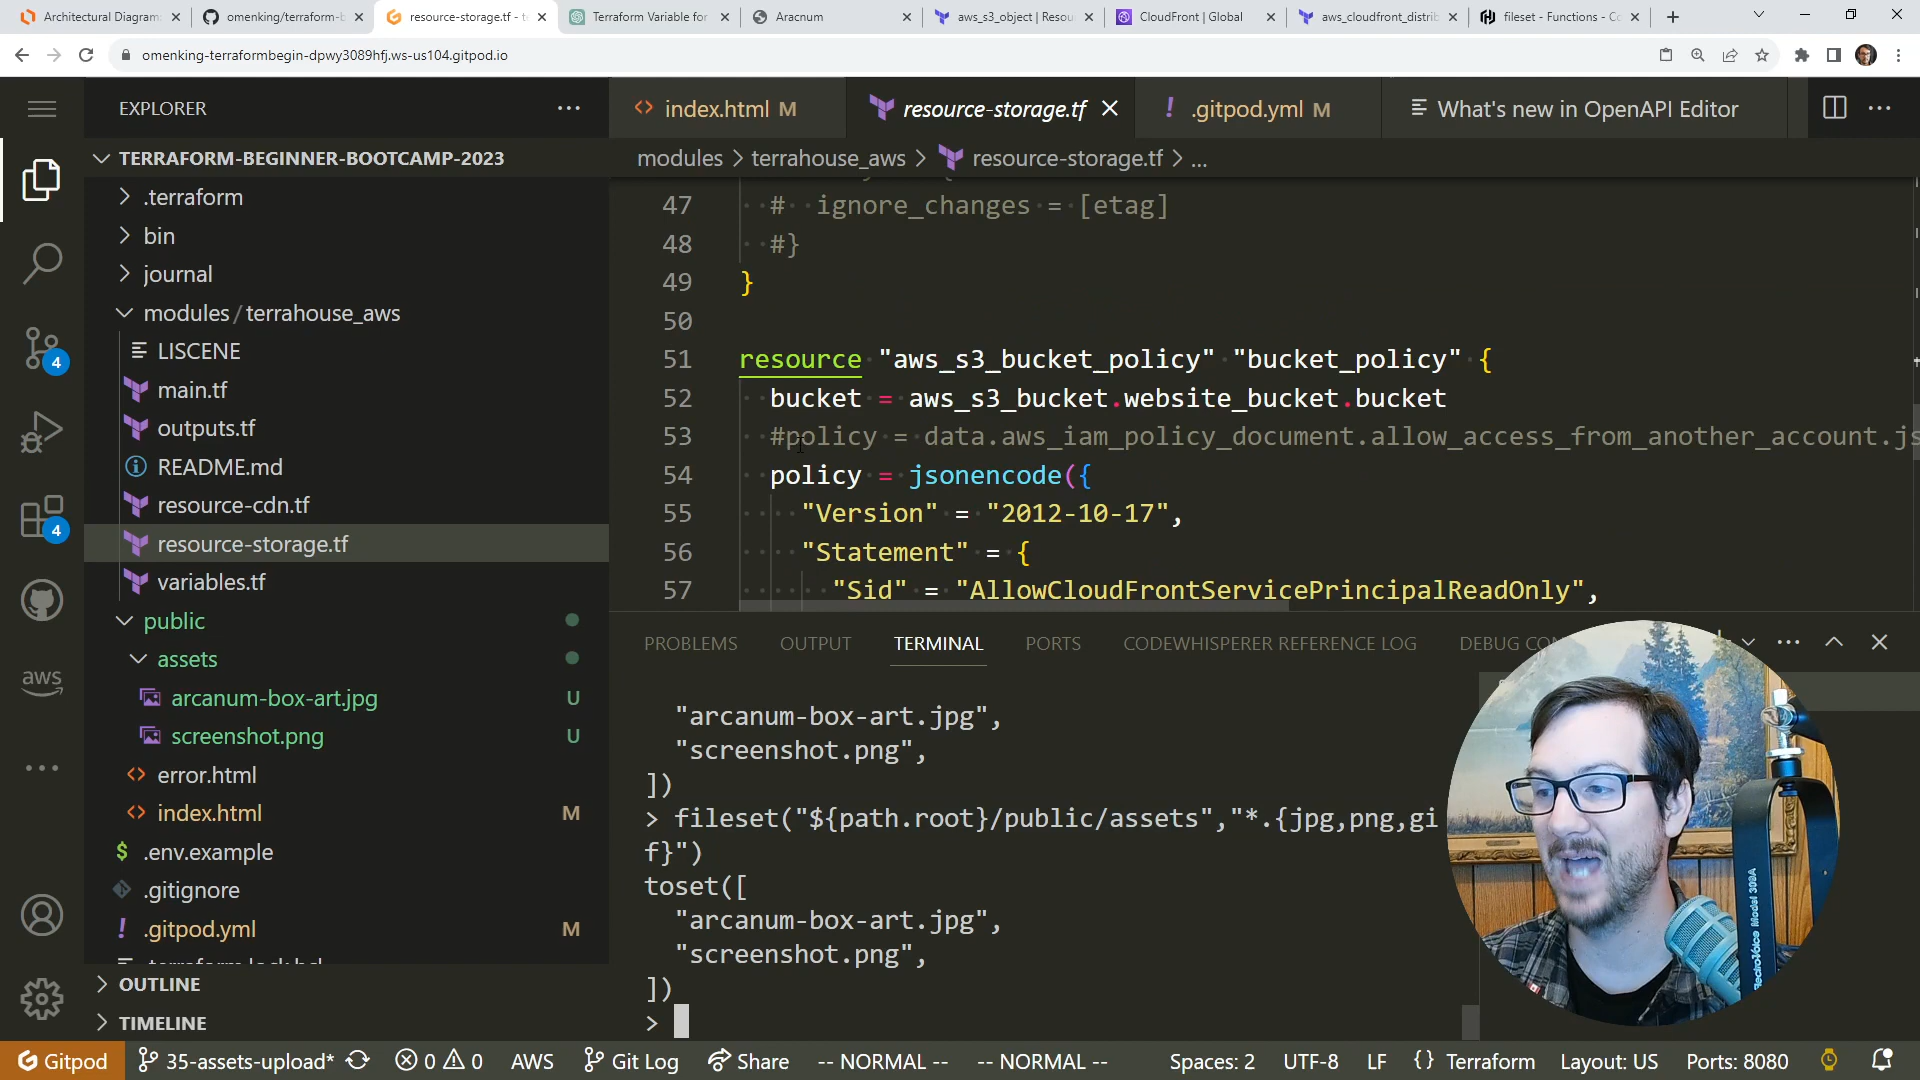 Architectural Diagram
omenking/terraform-b
resource-storage.tf - t
Terraform Variable for
Aracnum
aws_s3_object | Resou
CloudFront | Global
aws_cloudfront_distrib
fileset - Functions - Co
omenking-terraformbegin-dpwy3089hfj.ws-us104.gitpod.io
EXPLORER
index.html M
resource-storage.tf
.gitpod.yml M
What's new in OpenAPI Editor
TERRAFORM-BEGINNER-BOOTCAMP-2023
modules > terrahouse_aws > resource-storage.tf > ...
.terraform
bin
journal
modules/terrahouse_aws
LISCENE
main.tf
outputs.tf
README.md
resource-cdn.tf
resource-storage.tf
variables.tf
public
assets
arcanum-box-art.jpg U
screenshot.png U
error.html
index.html M
.env.example
.gitignore
.gitpod.yml M
OUTLINE
TIMELINE
4
4
aws
47 # ignore_changes = [etag]
48 #}
49 }
50
51 resource "aws_s3_bucket_policy" "bucket_policy" {
52 bucket = aws_s3_bucket.website_bucket.bucket
53 #policy = data.aws_iam_policy_document.allow_access_from_another_account.js
54 policy = jsonencode({
55 "Version" = "2012-10-17",
56 "Statement" = {
57 "Sid" = "AllowCloudFrontServicePrincipalReadOnly",
PROBLEMS OUTPUT TERMINAL PORTS CODEWHISPERER REFERENCE LOG DEBUG CON
"arcanum-box-art.jpg",
"screenshot.png",
])
> fileset("${path.root}/public/assets","*.{jpg,png,gi
f}")
toset([
"arcanum-box-art.jpg",
"screenshot.png",
])
>
Gitpod 35-assets-upload* 0 0 AWS Git Log Share -- NORMAL -- -- NORMAL -- Spaces: 2 UTF-8 LF {} Terraform Layout: US Ports: 8080